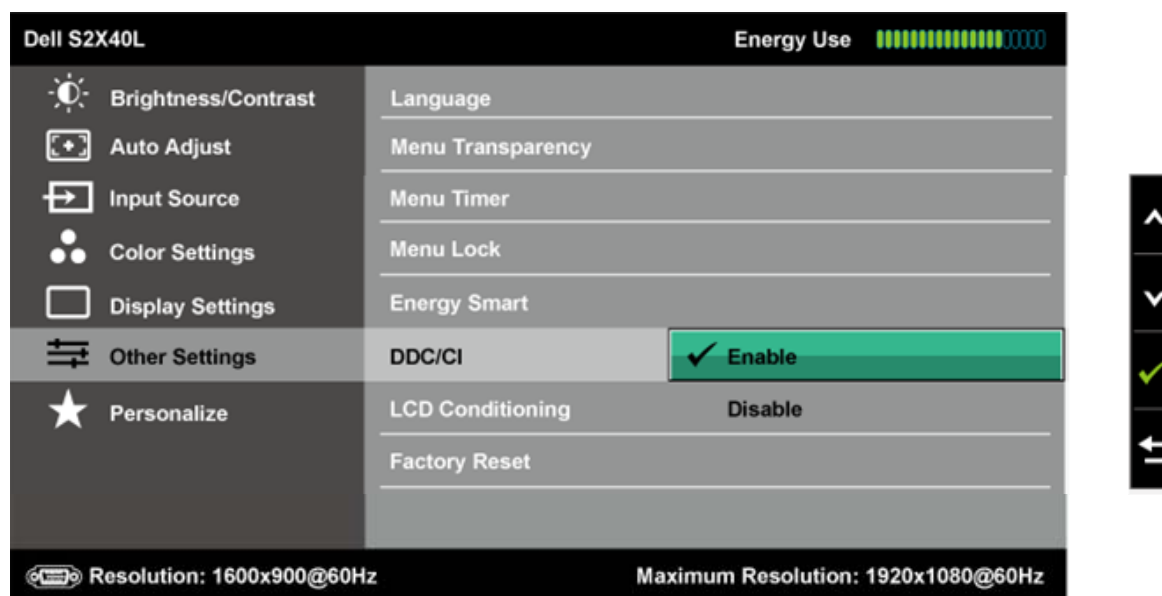 Dell S2X40L Energy Use
Brightness/Contrast Language
Auto Adjust Menu Transparency
Input Source Menu Timer
Color Settings Menu Lock
Display Settings Energy Smart
Other Settings DDC/CI Enable
Personalize LCD Conditioning Disable
Factory Reset
Resolution: 1600x900@60Hz Maximum Resolution: 1920x1080@60Hz